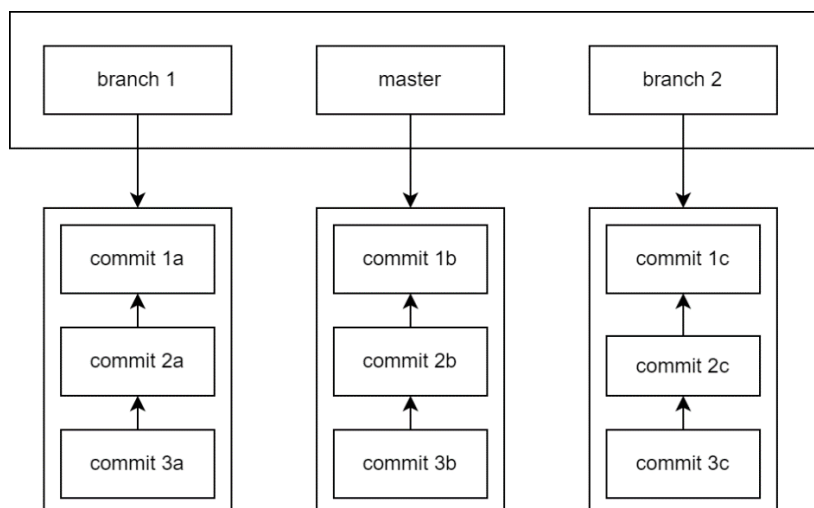 branch 1
master
branch 2
commit 1a
commit 1b
commit 1c
commit 2a
commit 2b
commit 2c
commit 3a
commit 3b
commit 3c